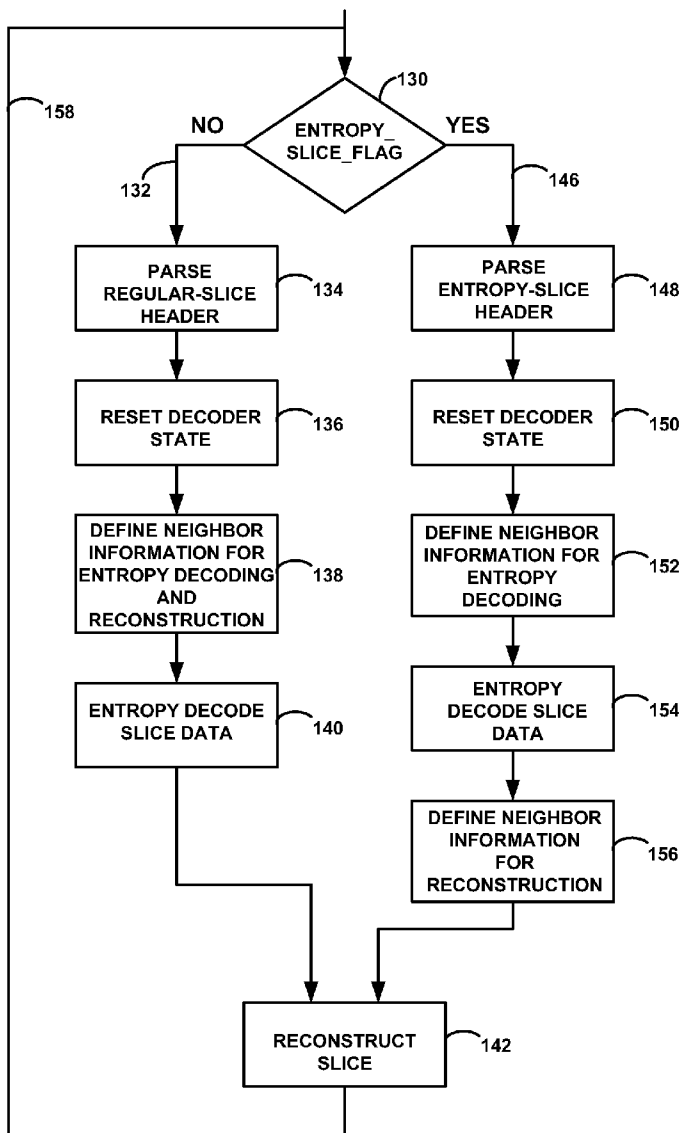 158
130
NO
ENTROPY_
SLICE_FLAG
YES
132
146
PARSE
REGULAR-SLICE
HEADER
134
PARSE
ENTROPY-SLICE
HEADER
148
RESET DECODER
STATE
136
RESET DECODER
STATE
150
DEFINE NEIGHBOR
INFORMATION FOR
ENTROPY DECODING
AND
RECONSTRUCTION
138
DEFINE NEIGHBOR
INFORMATION FOR
ENTROPY
DECODING
152
ENTROPY DECODE
SLICE DATA
140
ENTROPY
DECODE SLICE
DATA
154
DEFINE NEIGHBOR
INFORMATION
FOR
RECONSTRUCTION
156
RECONSTRUCT
SLICE
142